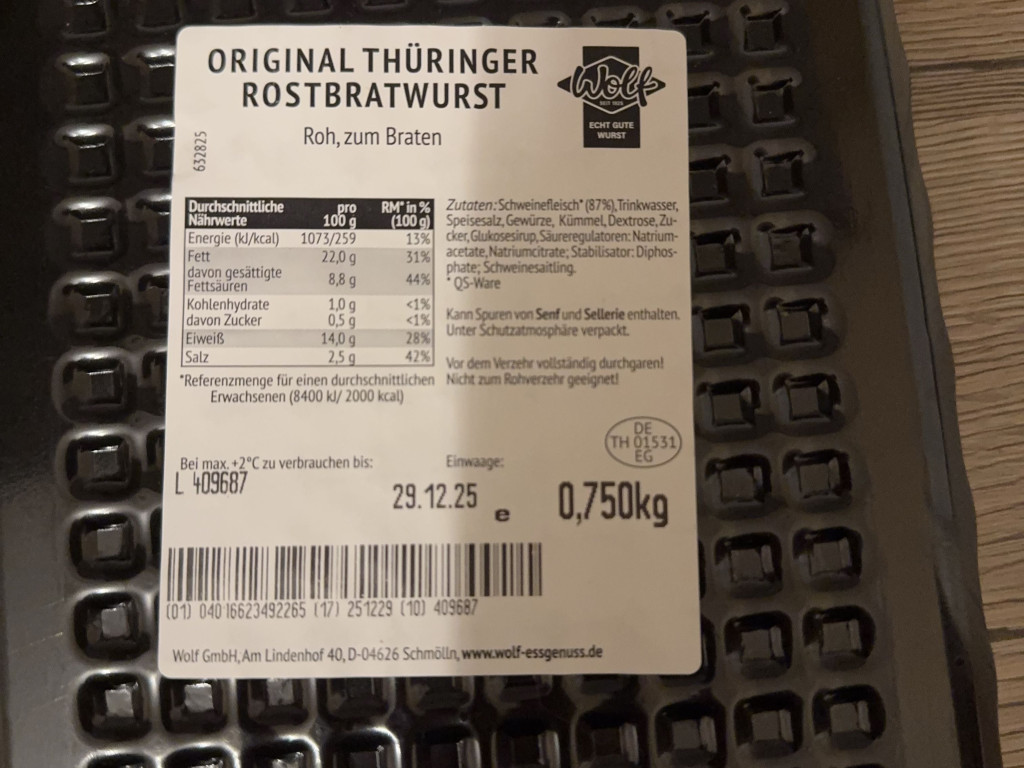 ORIGINAL THÜRINGER
ROSTBRATWURST
Roh, zum Braten
Wolf
SEIT 1926
ECHT GUTE
WURST
632825
Durchschnittliche Nährwerte pro 100 g RM* in % (100 g)
Energie (kJ/kcal) 1073/259 13%
Fett 22,0 g 31%
davon gesättigte
Fettsäuren 8,8 g 44%
Kohlenhydrate 1,0 g <1%
davon Zucker 0,5 g <1%
Eiweiß 14,0 g 28%
Salz 2,5 g 42%
*Referenzmenge für einen durchschnittlichen
Erwachsenen (8400 kJ/ 2000 kcal)
Zutaten: Schweinefleisch* (87%), Trinkwasser,
Speisesalz, Gewürze, Kümmel, Dextrose, Zu-
cker, Glukosesirup, Säureregulatoren: Natrium-
acetate, Natriumcitrate; Stabilisator: Diphos-
phate; Schweinesaitling.
* QS-Ware
Kann Spuren von Senf und Sellerie enthalten.
Unter Schutzatmosphäre verpackt.
Vor dem Verzehr vollständig durchgaren!
Nicht zum Rohverzehr geeignet!
DE
TH 01531
EG
Bei max. +2°C zu verbrauchen bis: Einwaage:
L 409687
29.12.25 e 0,750kg
(01) 04016623492265 (17) 251229 (10) 409687
Wolf GmbH, Am Lindenhof 40, D-04626 Schmölln, www.wolf-essgenuss.de